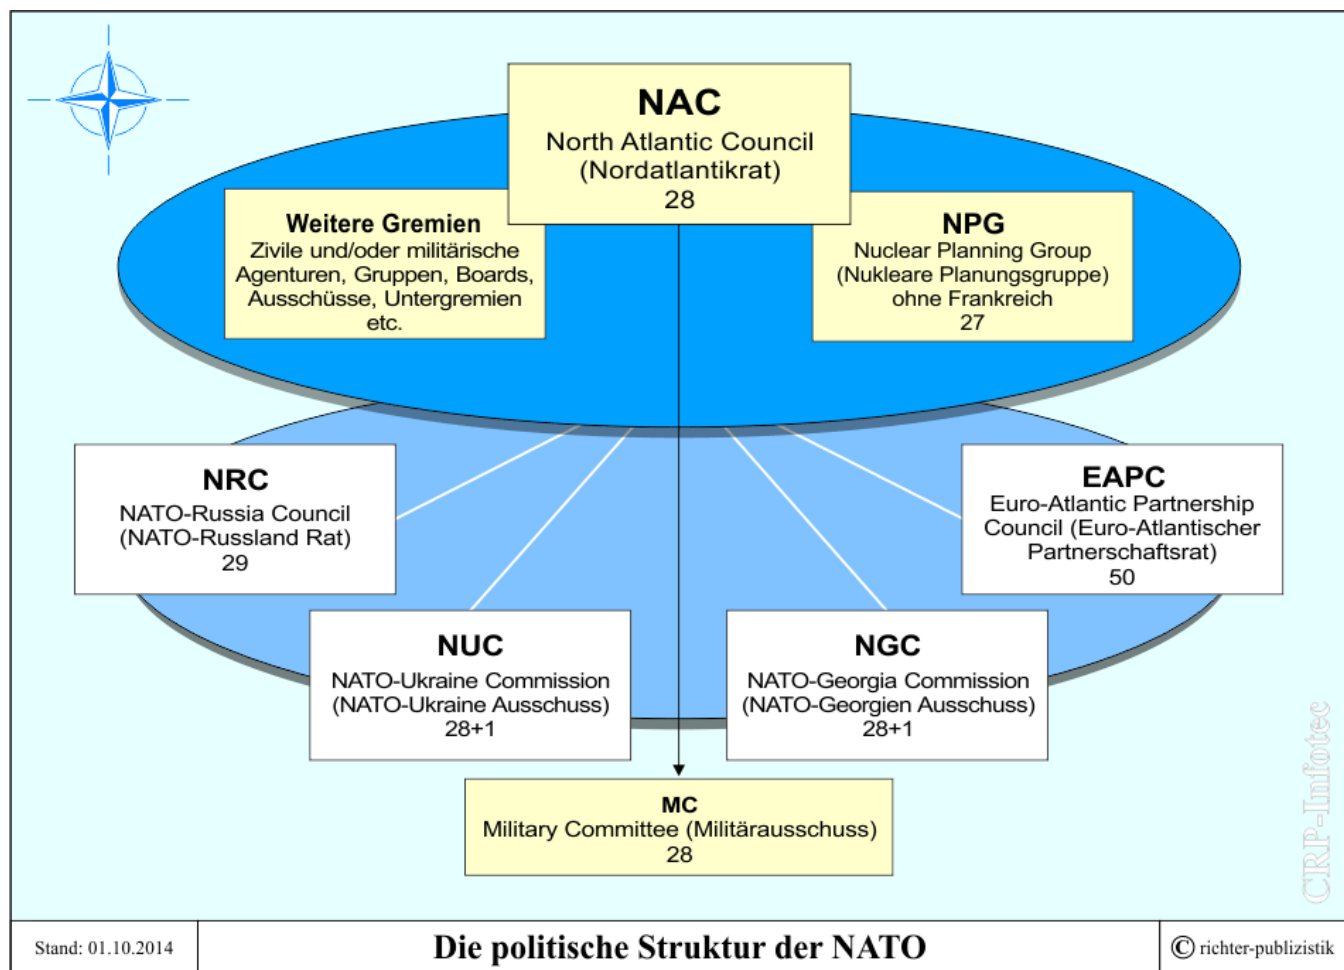 NAC
North Atlantic Council
(Nordatlantikrat)
28
Weitere Gremien
Zivile und/oder militärische
Agenturen, Gruppen, Boards,
Ausschüsse, Untergremien
etc.
NPG
Nuclear Planning Group
(Nukleare Planungsgruppe)
ohne Frankreich
27
NRC
NATO-Russia Council
(NATO-Russland Rat)
29
EAPC
Euro-Atlantic Partnership
Council (Euro-Atlantischer
Partnerschaftsrat)
50
NUC
NATO-Ukraine Commission
(NATO-Ukraine Ausschuss)
28+1
NGC
NATO-Georgia Commission
(NATO-Georgien Ausschuss)
28+1
MC
Military Committee (Militärausschuss)
28
CRP-Infotec
Stand: 01.10.2014
Die politische Struktur der NATO
© richter-publizistik